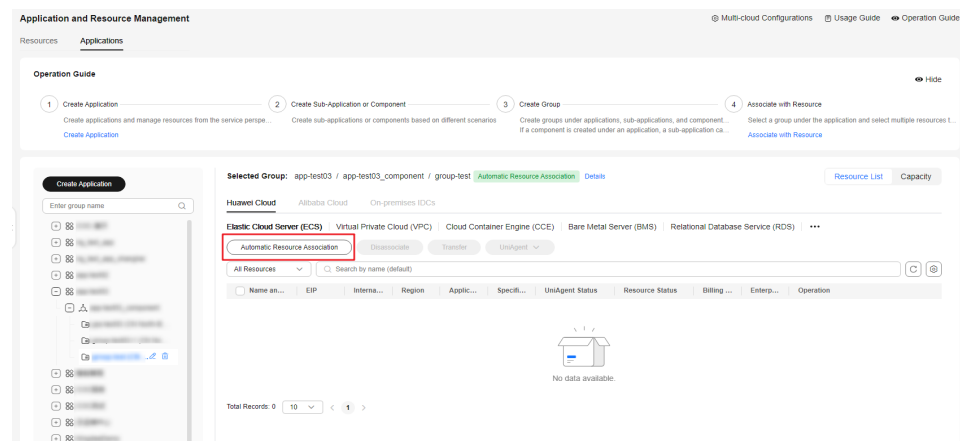 Application and Resource Management
Multi-cloud Configurations Usage Guide Operation Guide
Resources Applications
Operation Guide
Hide
1 Create Application 2 Create Sub-Application or Component 3 Create Group 4 Associate with Resource
Create applications and manage resources from the service perspe... Create sub-applications or components based on different scenarios Create groups under applications, sub-applications, and component... Select a group under the application and select multiple resources t...
If a component is created under an application, a sub-application ca...
Create Application Associate with Resource
Create Application
Selected Group: app-test03 / app-test03_component / group-test Automatic Resource Association Details
Resource List Capacity
Enter group name
Huawei Cloud Alibaba Cloud On-premises IDCs
Elastic Cloud Server (ECS) Virtual Private Cloud (VPC) Cloud Container Engine (CCE) Bare Metal Server (BMS) Relational Database Service (RDS) •••
Automatic Resource Association Disassociate Transfer UniAgent
All Resources Search by name (default)
Name an... EIP Interna... Region Applic... Specifi... UniAgent Status Resource Status Billing ... Enterp... Operation
No data available.
Total Records: 0 10 < 1 >